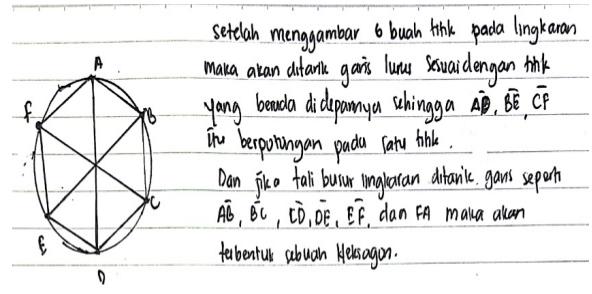 Setelah menggambar 6 buah titik pada lingkaran
maka akan ditarik garis lurus sesuai dengan titik
yang berada di depannya sehingga AD, BE, CF
itu berpotongan pada satu titik.
Dan jika tali busur lingkaran ditarik garis seperti
AB, BC, CD, DE, EF, dan FA maka akan
terbentuk sebuah Heksagon.
A
F
B
C
E
D